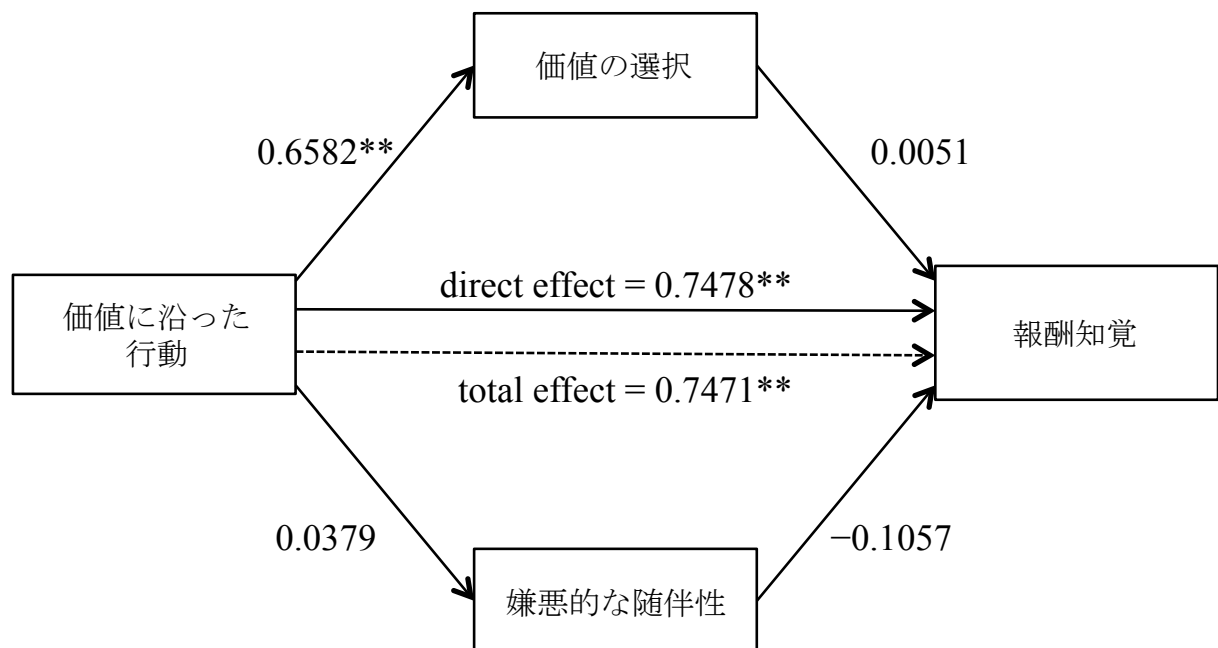 価値の選択
0.6582**
0.0051
direct effect = 0.7478**
価値に沿った
行動
報酬知覚
total effect = 0.7471**
0.0379
−0.1057
嫌悪的な随伴性